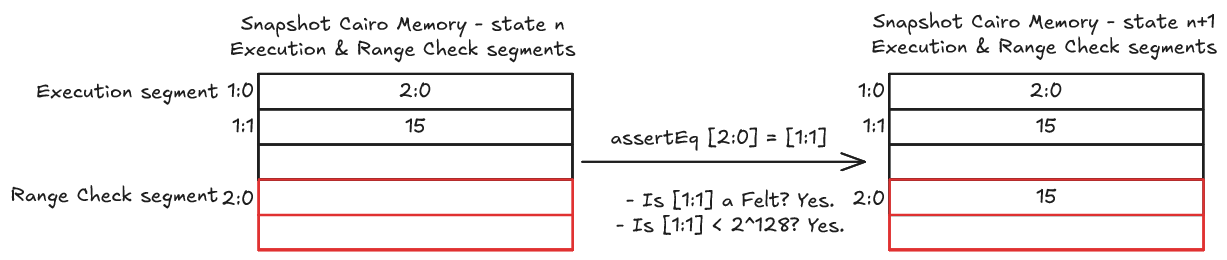 Snapshot Cairo Memory - state n
Execution & Range Check segments
Execution segment 1:0 2:0
1:1 15
Range Check segment 2:0
assertEq [2:0] = [1:1]
- Is [1:1] a Felt? Yes.
- Is [1:1] < 2^128? Yes.
Snapshot Cairo Memory - state n+1
Execution & Range Check segments
1:0 2:0
1:1 15
2:0 15